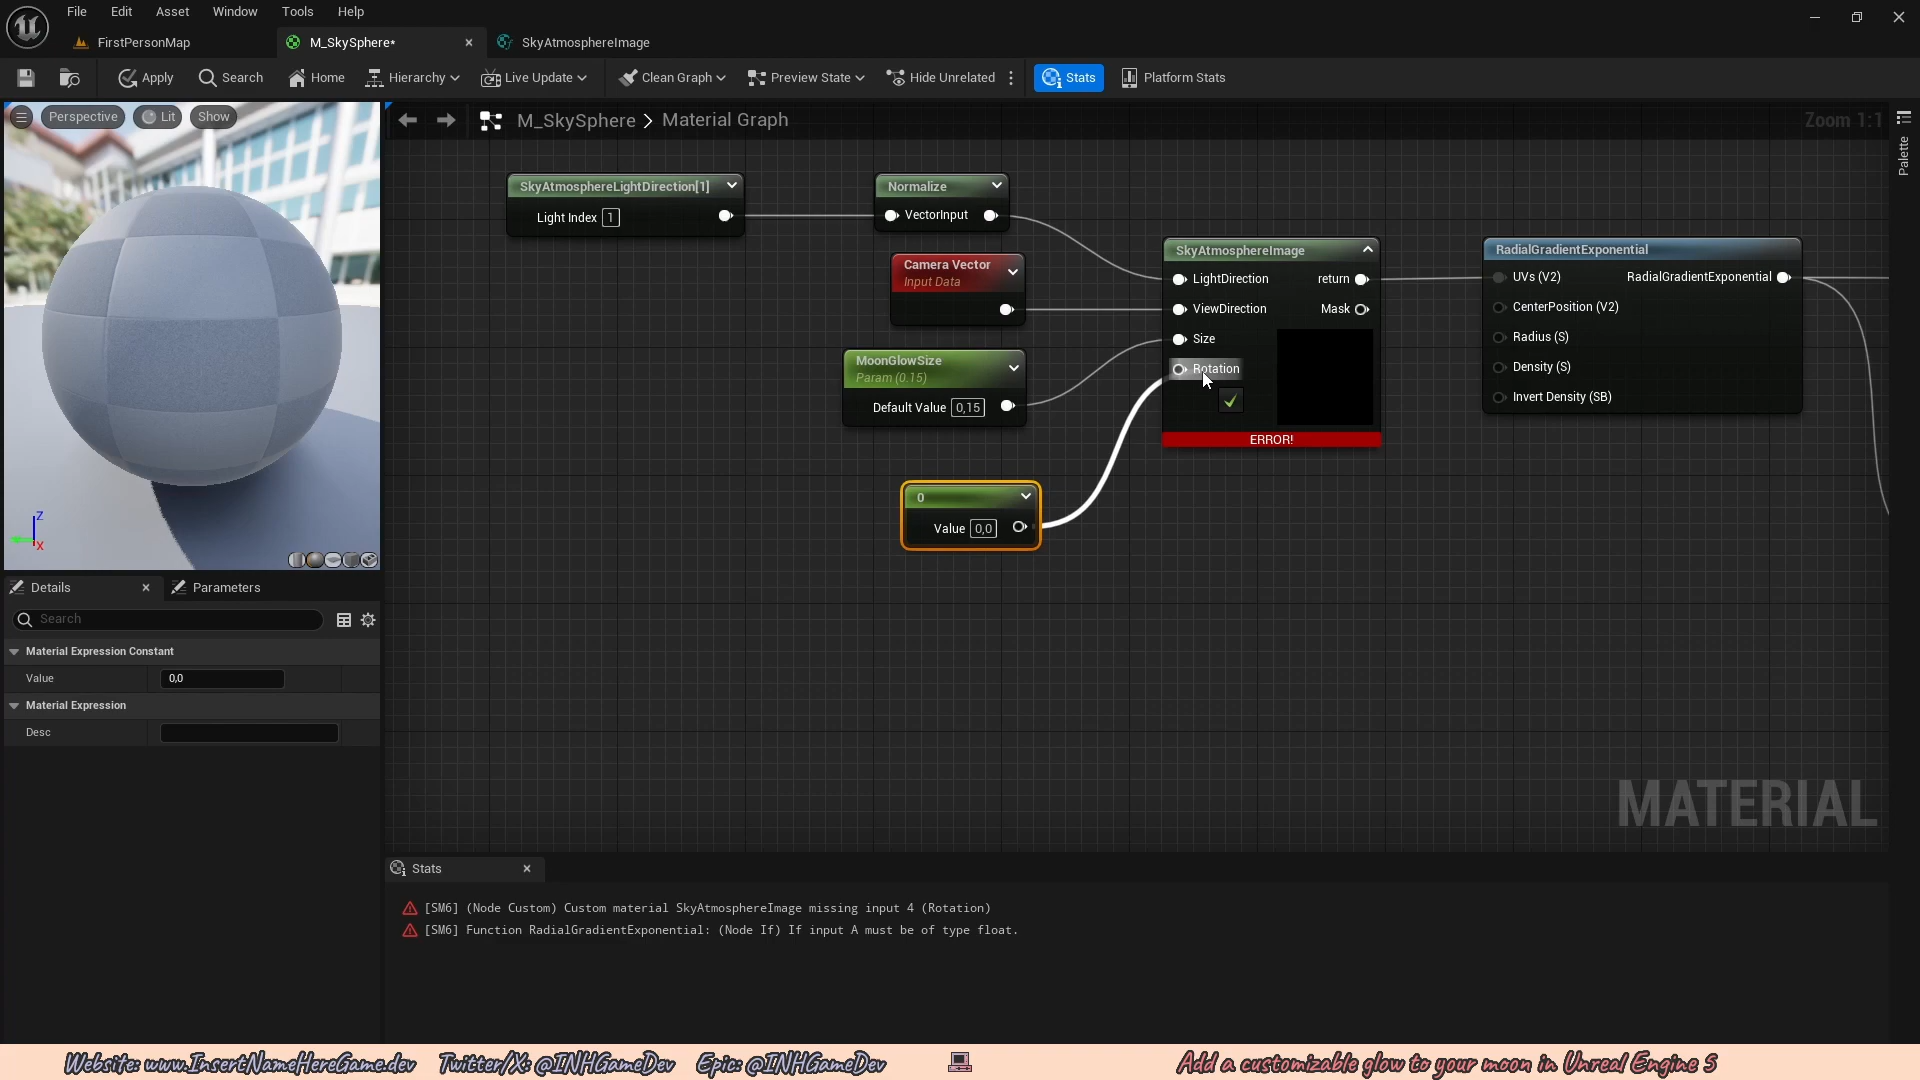 File Edit Asset Window Tools Help
FirstPersonMap M_SkySphere* SkyAtmosphereImage
Apply Search Home Hierarchy Live Update Clean Graph Preview State Hide Unrelated Stats Platform Stats
Perspective Lit Show
M_SkySphere > Material Graph
Zoom 1:1
Palette
SkyAtmosphereLightDirection[1]
Light Index 1
Normalize
VectorInput
Camera Vector
Input Data
MoonGlowSize
Param (0.15)
Default Value 0,15
0
Value 0,0
SkyAtmosphereImage
LightDirection return
ViewDirection Mask
Size
Rotation
ERROR!
RadialGradientExponential
UVs (V2) RadialGradientExponential
CenterPosition (V2)
Radius (S)
Density (S)
Invert Density (SB)
MATERIAL
Z
X
Details Parameters
Search
Material Expression Constant
Value 0,0
Material Expression
Desc
Stats
[SM6] (Node Custom) Custom material SkyAtmosphereImage missing input 4 (Rotation)
[SM6] Function RadialGradientExponential: (Node If) If input A must be of type float.
Website: www.InsertNameHereGame.dev Twitter/X: @INHGameDev Epic: @INHGameDev Add a customizable glow to your moon in Unreal Engine 5